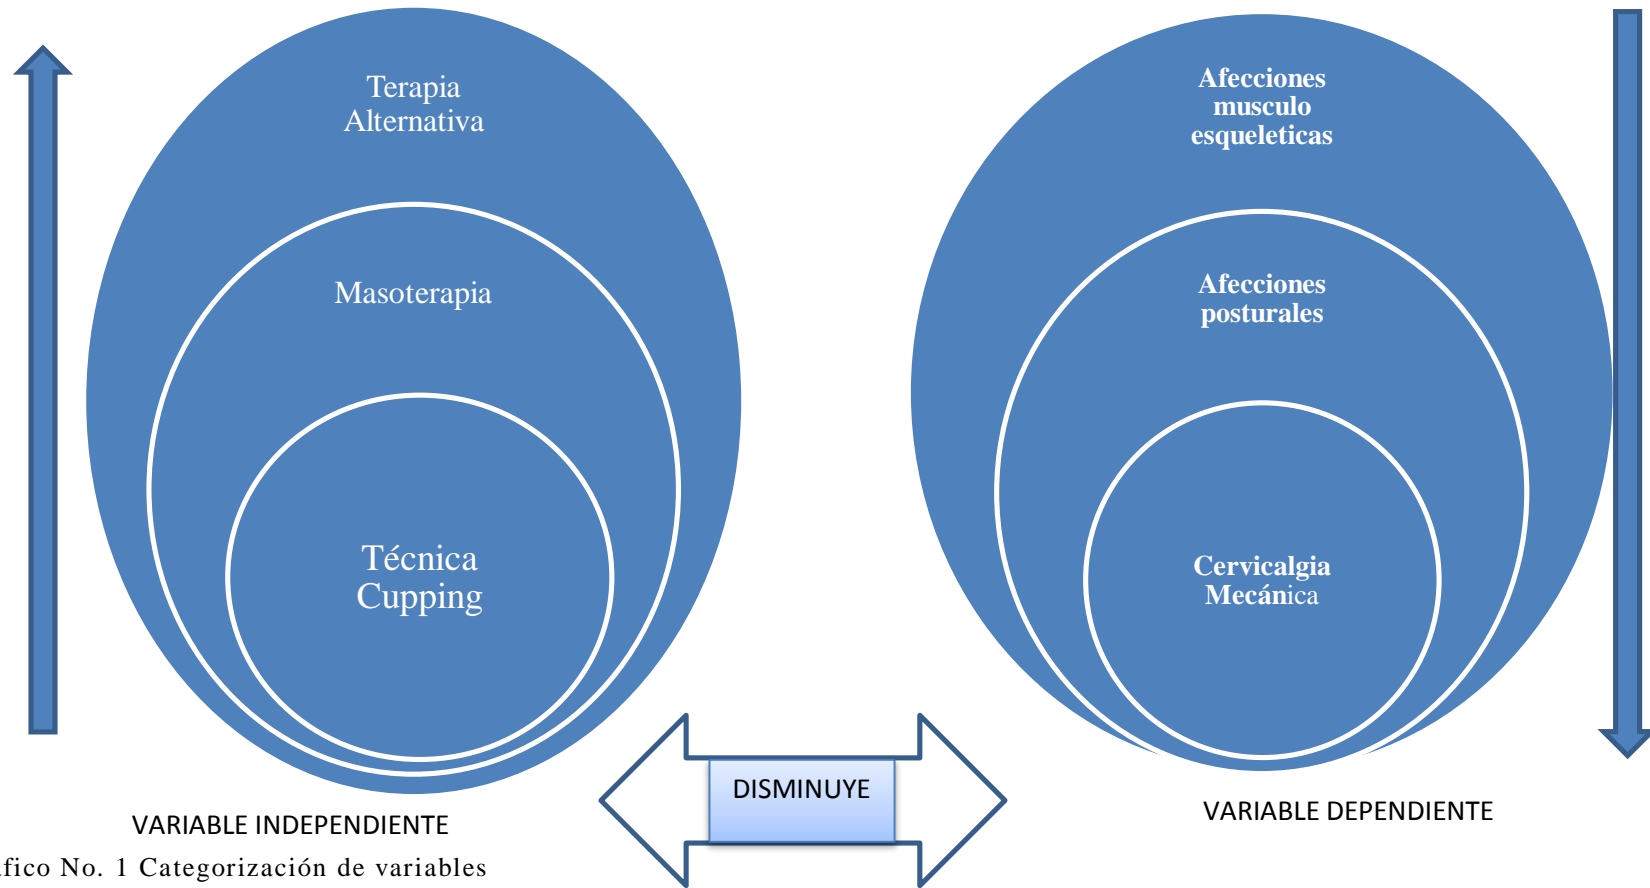 Terapia
Alternativa
Masoterapia
Técnica
Cupping
Afecciones
musculo
esqueleticas
Afecciones
posturales
Cervicalgia
Mecánica
DISMINUYE
VARIABLE INDEPENDIENTE
VARIABLE DEPENDIENTE
áfico No. 1 Categorización de variables